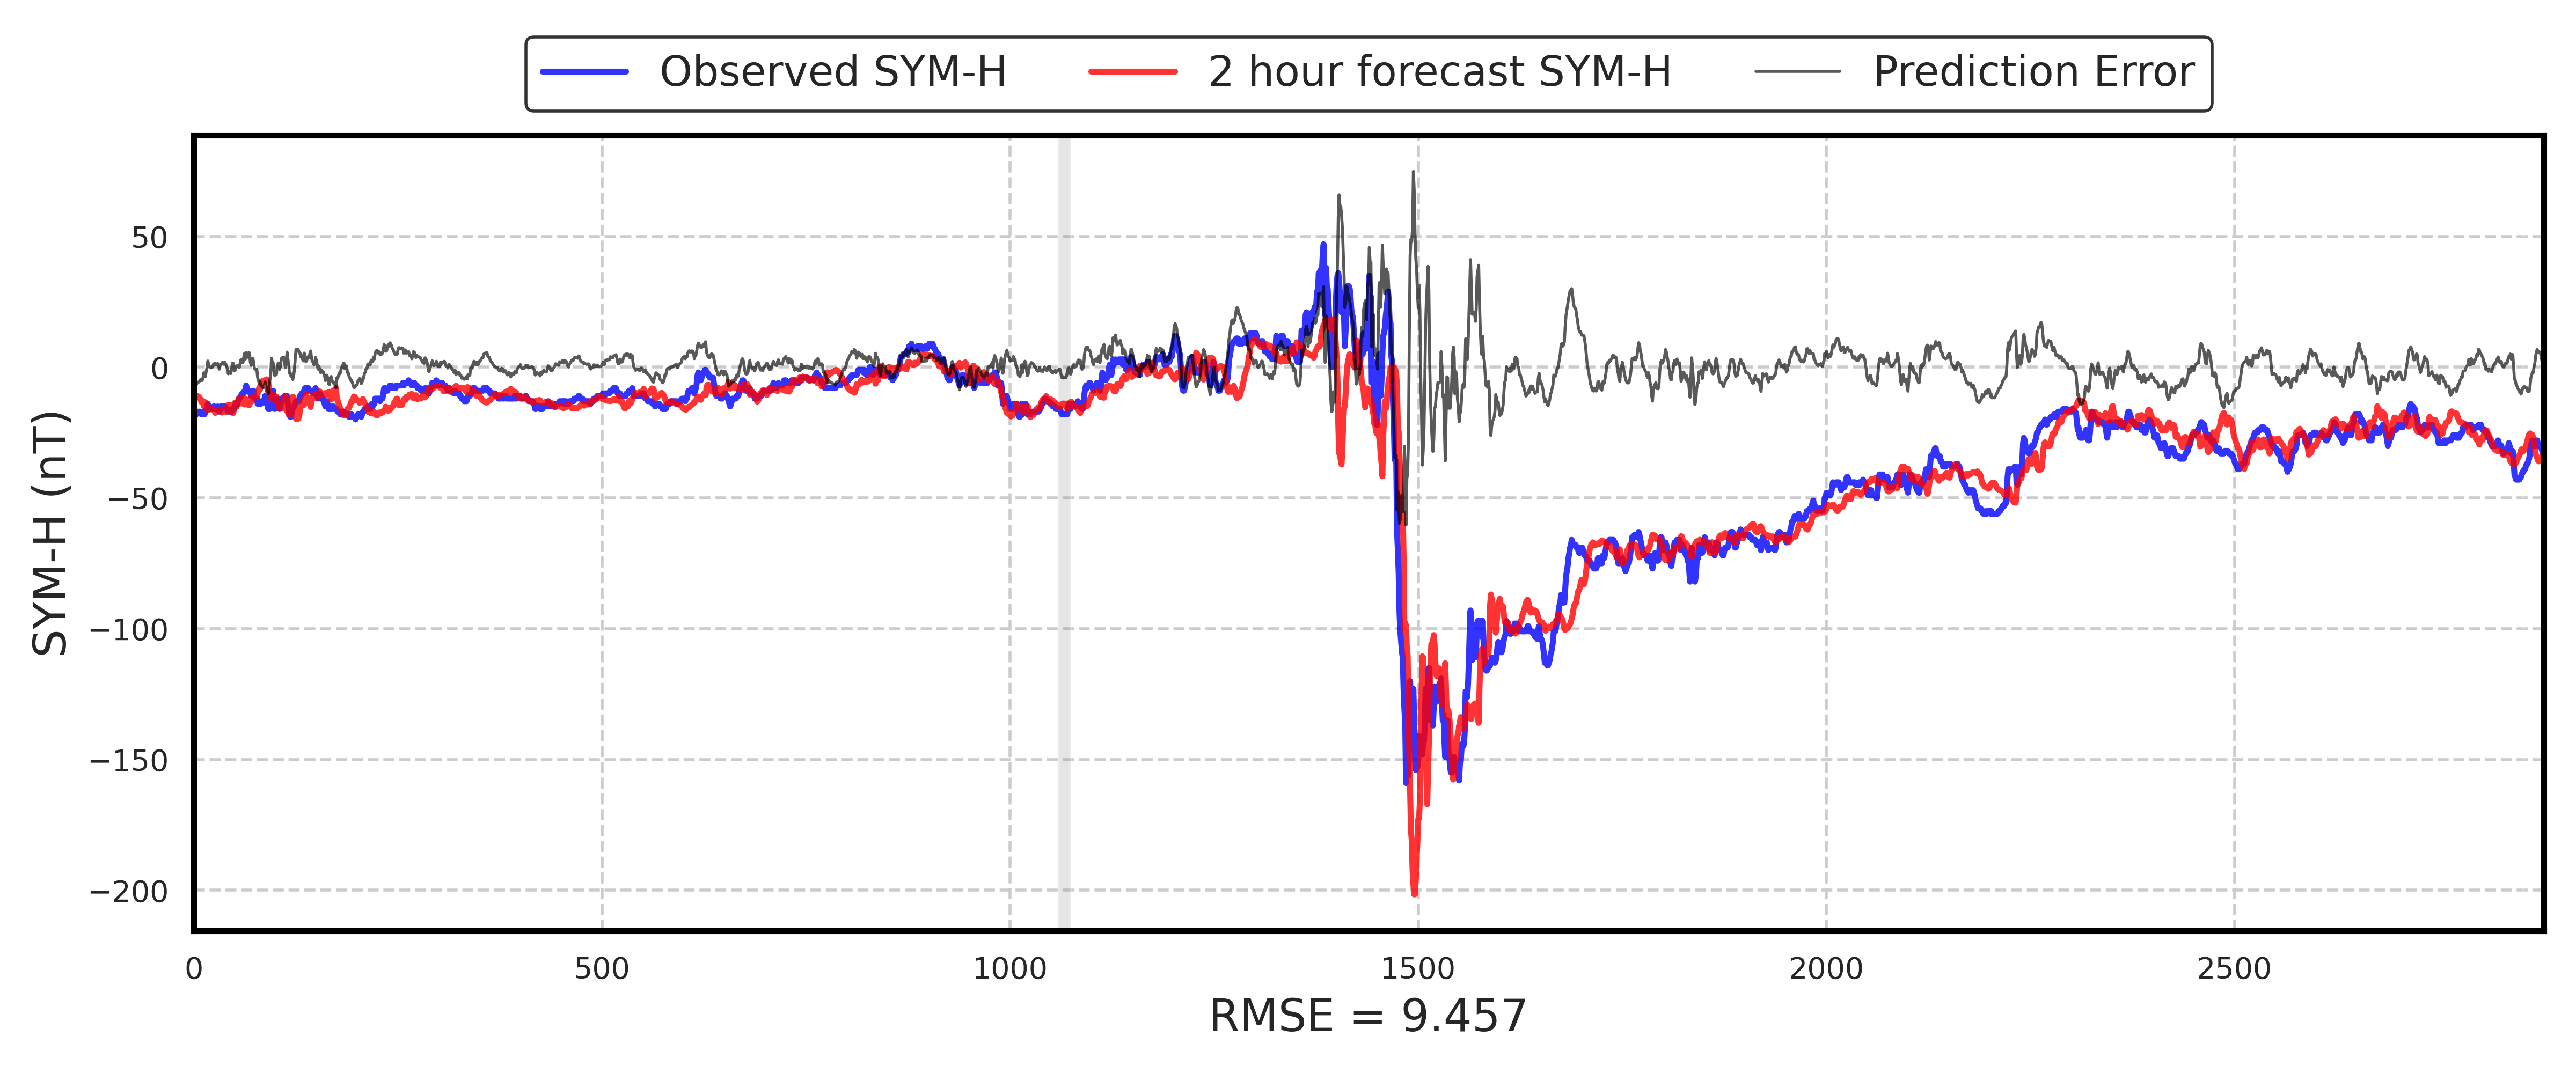 Observed SYM-H 2 hour forecast SYM-H Prediction Error
SYM-H (nT)
50
0
−50
−100
−150
−200
0 500 1000 1500 2000 2500
RMSE = 9.457